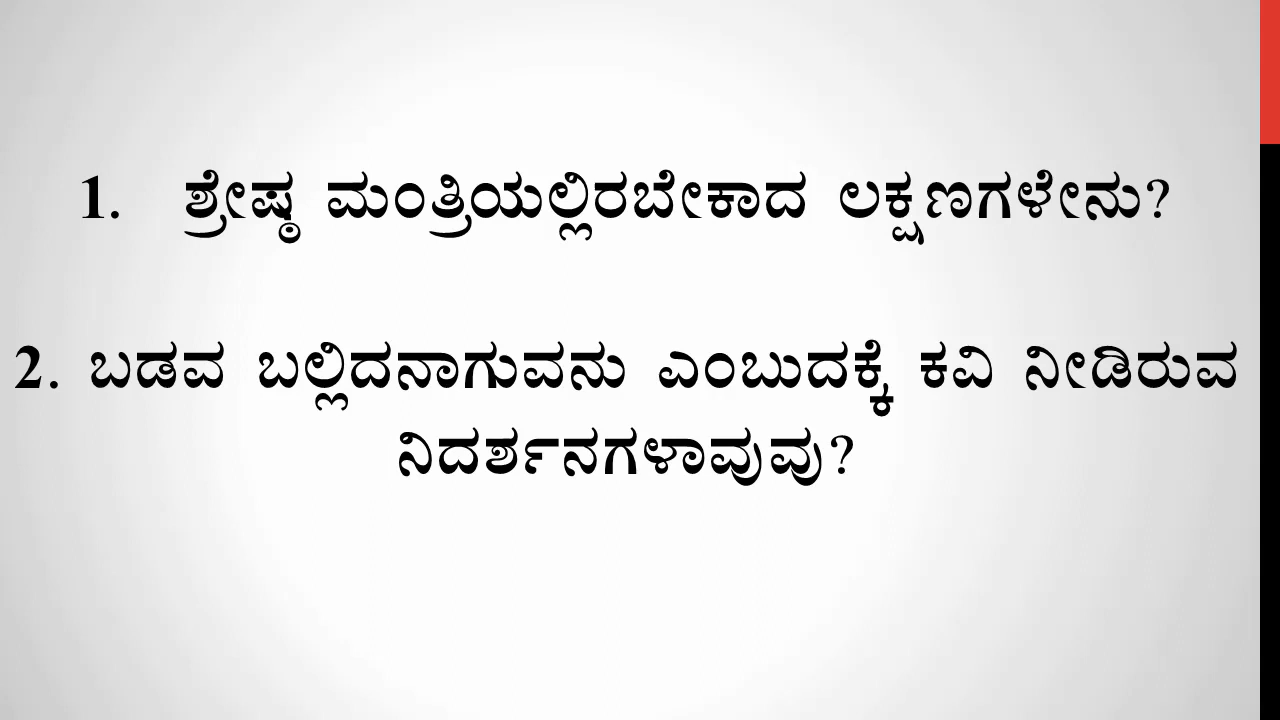 1. ಶ್ರೇಷ್ಠ ಮಂತ್ರಿಯಲ್ಲಿರಬೇಕಾದ ಲಕ್ಷಣಗಳೇನು?
2. ಬಡವ ಬಲ್ಲಿದನಾಗುವನು ಎಂಬುದಕ್ಕೆ ಕವಿ ನೀಡಿರುವ
ನಿದರ್ಶನಗಳಾವುವು?